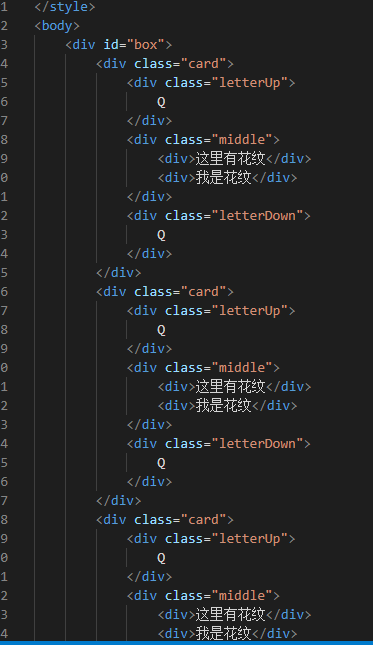 1 </style>
2 <body>
3 <div id="box">
4 <div class="card">
5 <div class="letterUp">
6 Q
7 </div>
8 <div class="middle">
9 <div>这里有花纹</div>
0 <div>我是花纹</div>
1 </div>
2 <div class="letterDown">
3 Q
4 </div>
5 </div>
6 <div class="card">
7 <div class="letterUp">
8 Q
9 </div>
0 <div class="middle">
1 <div>这里有花纹</div>
2 <div>我是花纹</div>
3 </div>
4 <div class="letterDown">
5 Q
6 </div>
7 </div>
8 <div class="card">
9 <div class="letterUp">
0 Q
1 </div>
2 <div class="middle">
3 <div>这里有花纹</div>
4 <div>我是花纹</div>